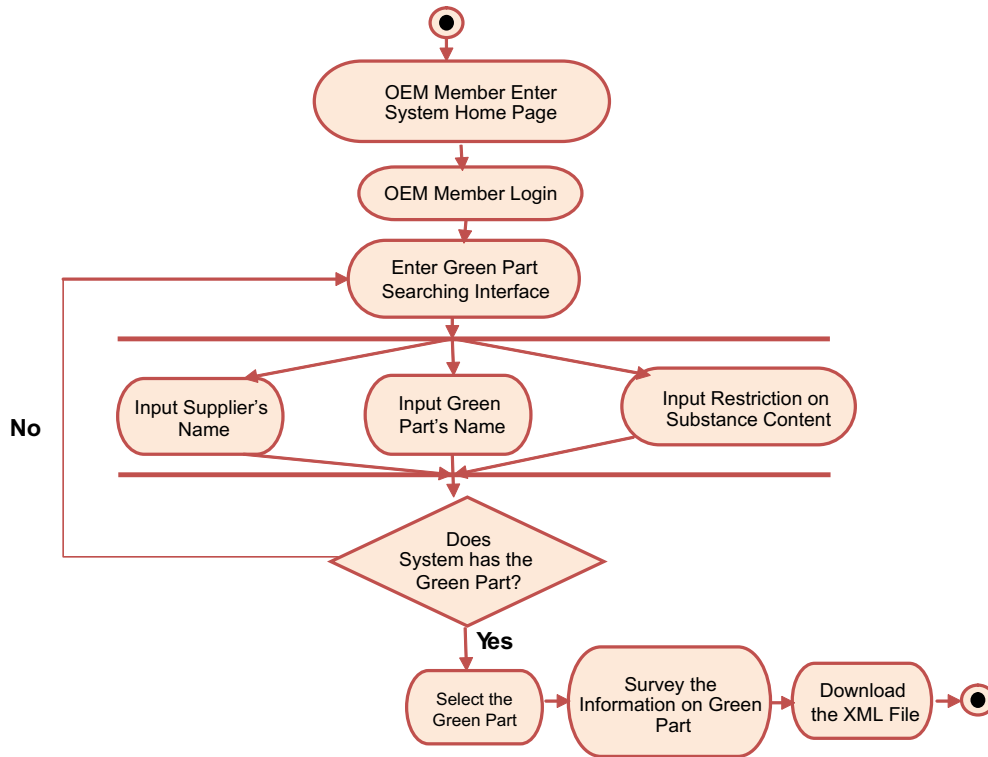 OEM Member Enter
System Home Page
OEM Member Login
Enter Green Part
Searching Interface
Input Supplier’s
Name
Input Green
Part’s Name
Input Restriction on
Substance Content
No
Does
System has the
Green Part?
Yes
Select the
Green Part
Survey the
Information on Green
Part
Download
the XML File